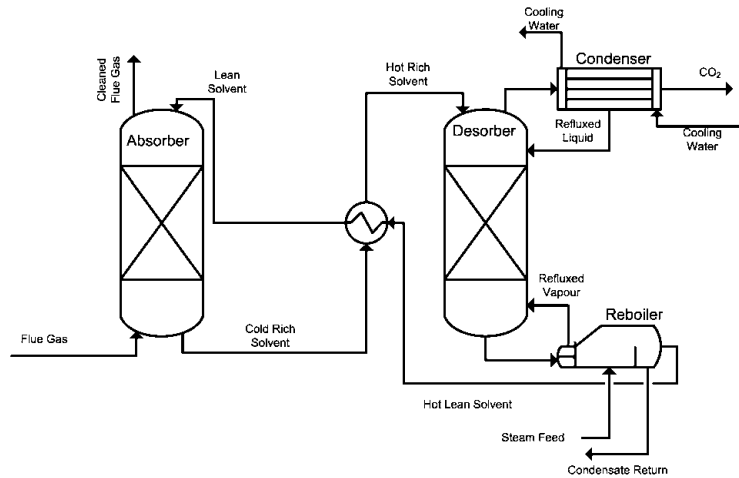 Cooling
Water
Condenser
CO₂
Cleaned
Flue Gas
Lean
Solvent
Hot Rich
Solvent
Absorber
Desorber
Refluxed
Liquid
Cooling
Water
Refluxed
Vapour
Reboiler
Flue Gas
Cold Rich
Solvent
Hot Lean Solvent
Steam Feed
Condensate Return